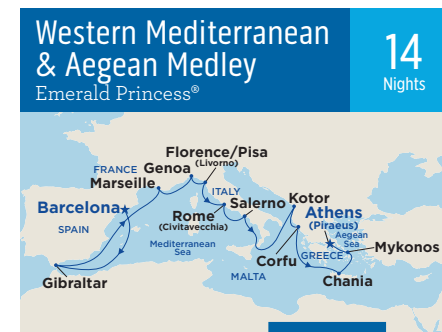 Western Mediterranean
& Aegean Medley
Emerald Princess®
14
Nights
Florence/Pisa
(Livorno)
FRANCE
Genoa
Marseille
ITALY
Barcelona
Rome
(Civitavecchia)
Salerno
Kotor
Athens
(Piraeus)
SPAIN
Mediterranean
Sea
Aegean
Sea
Mykonos
GREECE
Corfu
MALTA
Chania
Gibraltar